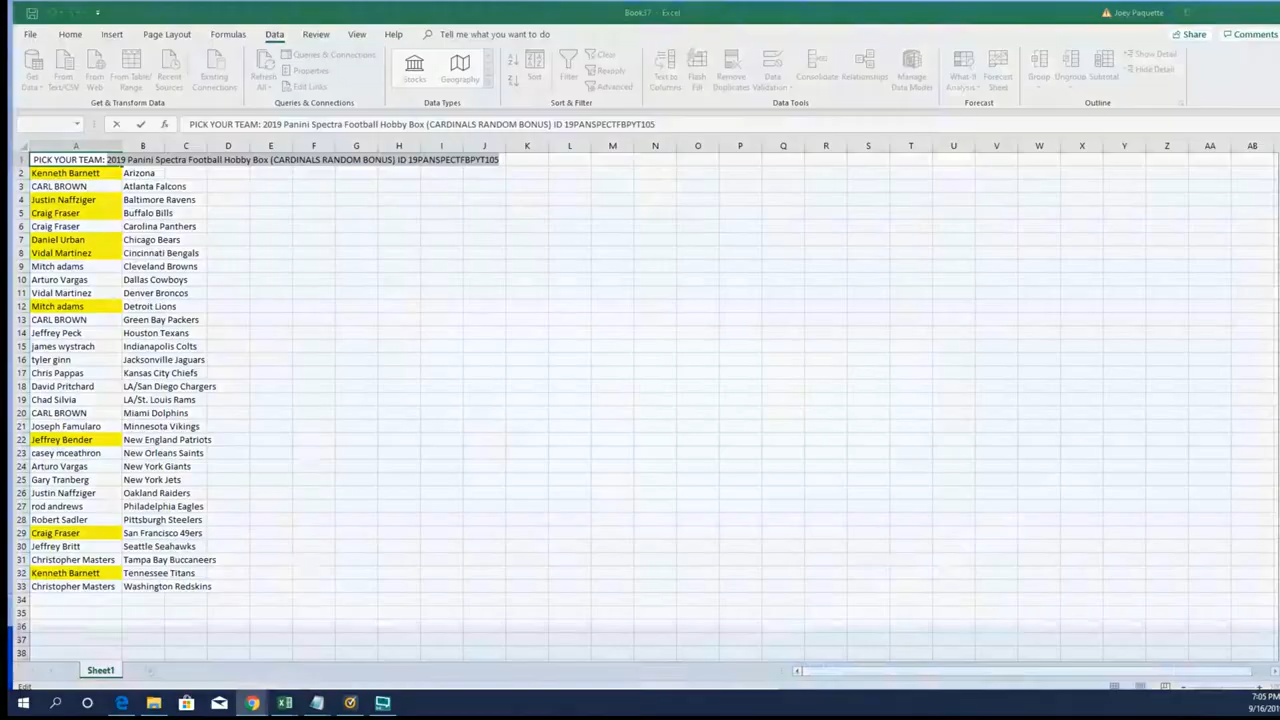 Book17 - Excel
Joey Paquette
File Home Insert Page Layout Formulas Data Review View Help Tell me what you want to do Share Comments
Get Data From Text/CSV From Web From Table/Range Recent Sources Existing Connections Refresh All Queries & Connections Properties Edit Links Stocks Geography Sort Filter Clear Reapply Advanced Text to Columns Flash Fill Remove Duplicates Data Validation Consolidate Relationships Manage Data Model What-If Analysis Forecast Sheet Group Ungroup Subtotal Show Detail Hide Detail
Get & Transform Data Queries & Connections Data Types Sort & Filter Data Tools Forecast Outline
PICK YOUR TEAM: 2019 Panini Spectra Football Hobby Box (CARDINALS RANDOM BONUS) ID 19PANSPECTFBPYT105
A B C D E F G H I J K L M N O P Q R S T U V W X Y Z AA AB
1 PICK YOUR TEAM: 2019 Panini Spectra Football Hobby Box (CARDINALS RANDOM BONUS) ID 19PANSPECTFBPYT105
2 Kenneth Barnett Arizona
3 CARL BROWN Atlanta Falcons
4 Justin Naffziger Baltimore Ravens
5 Craig Fraser Buffalo Bills
6 Craig Fraser Carolina Panthers
7 Daniel Urban Chicago Bears
8 Vidal Martinez Cincinnati Bengals
9 Mitch adams Cleveland Browns
10 Arturo Vargas Dallas Cowboys
11 Vidal Martinez Denver Broncos
12 Mitch adams Detroit Lions
13 CARL BROWN Green Bay Packers
14 Jeffrey Peck Houston Texans
15 james wystrach Indianapolis Colts
16 tyler ginn Jacksonville Jaguars
17 Chris Pappas Kansas City Chiefs
18 David Pritchard LA/San Diego Chargers
19 Chad Silvia LA/St. Louis Rams
20 CARL BROWN Miami Dolphins
21 Joseph Famularo Minnesota Vikings
22 Jeffrey Bender New England Patriots
23 casey mceathron New Orleans Saints
24 Arturo Vargas New York Giants
25 Gary Tranberg New York Jets
26 Justin Naffziger Oakland Raiders
27 rod andrews Philadelphia Eagles
28 Robert Sadler Pittsburgh Steelers
29 Craig Fraser San Francisco 49ers
30 Jeffrey Britt Seattle Seahawks
31 Christopher Masters Tampa Bay Buccaneers
32 Kenneth Barnett Tennessee Titans
33 Christopher Masters Washington Redskins
34
35
36
37
38
Sheet1
Edit
7:05 PM